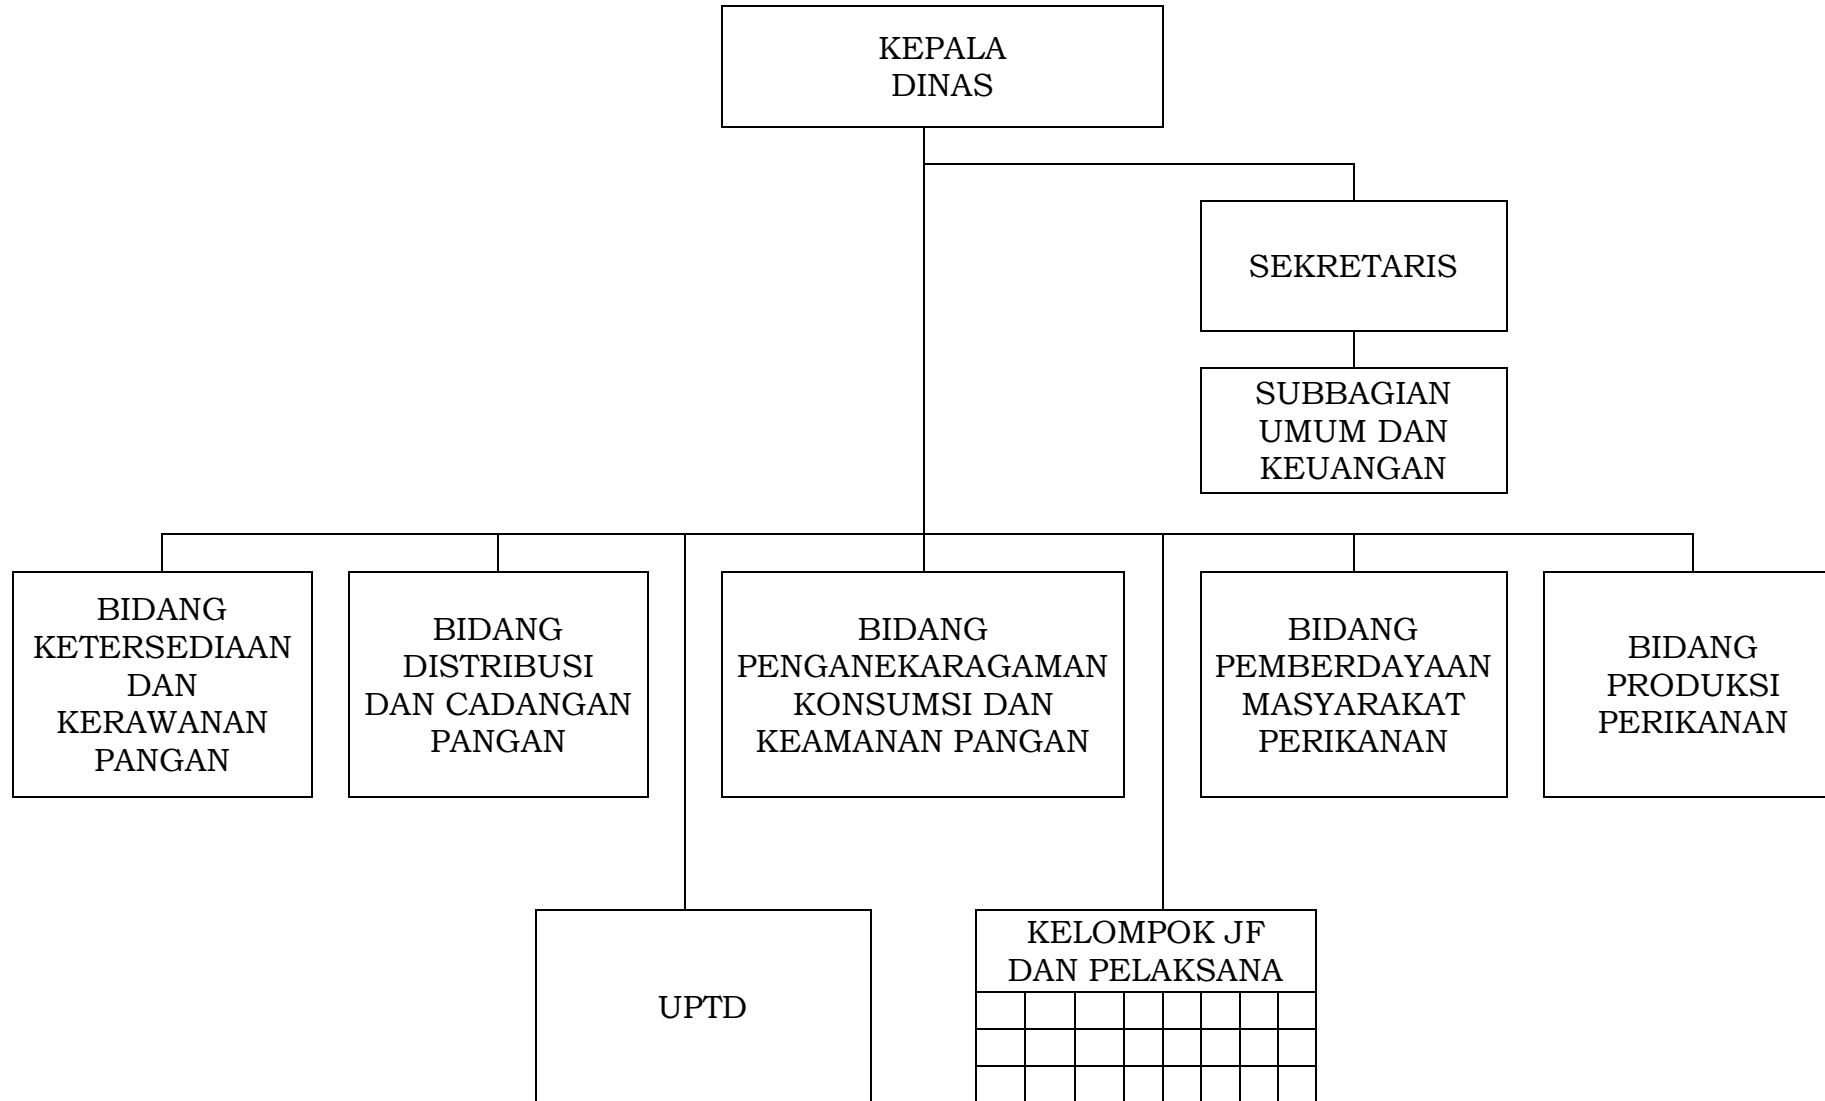 KEPALA
DINAS
SEKRETARIS
SUBBAGIAN
UMUM DAN
KEUANGAN
BIDANG
KETERSEDIAAN
DAN
KERAWANAN
PANGAN
BIDANG
DISTRIBUSI
DAN CADANGAN
PANGAN
BIDANG
PENGANEKARAGAMAN
KONSUMSI DAN
KEAMANAN PANGAN
BIDANG
PEMBERDAYAAN
MASYARAKAT
PERIKANAN
BIDANG
PRODUKSI
PERIKANAN
UPTD
KELOMPOK JF
DAN PELAKSANA